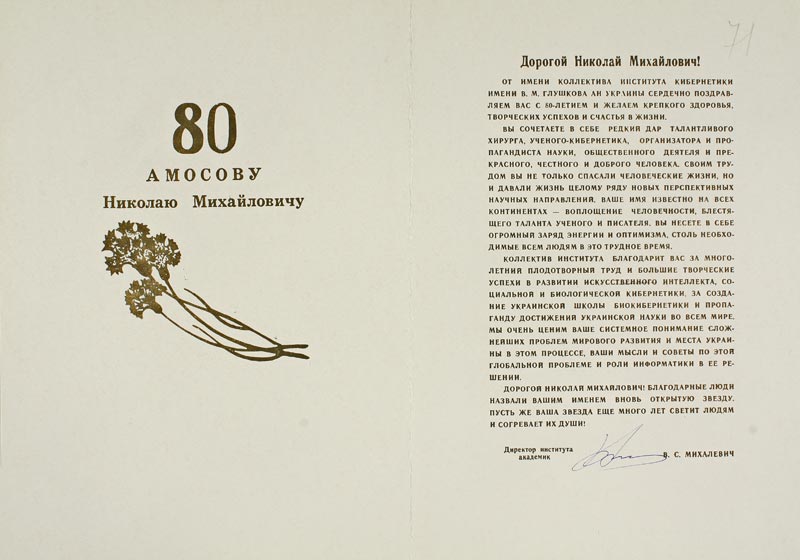 80
АМОСОВУ
Николаю Михайловичу
71
Дорогой Николай Михайлович!
ОТ ИМЕНИ КОЛЛЕКТИВА ИНСТИТУТА КИБЕРНЕТИКИ
ИМЕНИ В. М. ГЛУШКОВА АН УКРАИНЫ СЕРДЕЧНО ПОЗДРАВ-
ЛЯЕМ ВАС С 80-ЛЕТИЕМ И ЖЕЛАЕМ КРЕПКОГО ЗДОРОВЬЯ,
ТВОРЧЕСКИХ УСПЕХОВ И СЧАСТЬЯ В ЖИЗНИ.
ВЫ СОЧЕТАЕТЕ В СЕБЕ РЕДКИЙ ДАР ТАЛАНТЛИВОГО
ХИРУРГА, УЧЕНОГО-КИБЕРНЕТИКА, ОРГАНИЗАТОРА И ПРО-
ПАГАНДИСТА НАУКИ, ОБЩЕСТВЕННОГО ДЕЯТЕЛЯ И ПРЕ-
КРАСНОГО, ЧЕСТНОГО И ДОБРОГО ЧЕЛОВЕКА. СВОИМ ТРУ-
ДОМ ВЫ НЕ ТОЛЬКО СПАСАЛИ ЧЕЛОВЕЧЕСКИЕ ЖИЗНИ, НО
И ДАВАЛИ ЖИЗНЬ ЦЕЛОМУ РЯДУ НОВЫХ ПЕРСПЕКТИВНЫХ
НАУЧНЫХ НАПРАВЛЕНИЙ. ВАШЕ ИМЯ ИЗВЕСТНО НА ВСЕХ
КОНТИНЕНТАХ — ВОПЛОЩЕНИЕ ЧЕЛОВЕЧНОСТИ, БЛЕСТЯ-
ЩЕГО ТАЛАНТА УЧЕНОГО И ПИСАТЕЛЯ. ВЫ НЕСЕТЕ В СЕБЕ
ОГРОМНЫЙ ЗАРЯД ЭНЕРГИИ И ОПТИМИЗМА, СТОЛЬ НЕОБХО-
ДИМЫЕ ВСЕМ ЛЮДЯМ В ЭТО ТРУДНОЕ ВРЕМЯ.
КОЛЛЕКТИВ ИНСТИТУТА БЛАГОДАРИТ ВАС ЗА МНОГО-
ЛЕТНИЙ ПЛОДОТВОРНЫЙ ТРУД И БОЛЬШИЕ ТВОРЧЕСКИЕ
УСПЕХИ В РАЗВИТИИ ИСКУССТВЕННОГО ИНТЕЛЛЕКТА, СО-
ЦИАЛЬНОЙ И БИОЛОГИЧЕСКОЙ КИБЕРНЕТИКИ, ЗА СОЗДА-
НИЕ УКРАИНСКОЙ ШКОЛЫ БИОКИБЕРНЕТИКИ И ПРОПА-
ГАНДУ ДОСТИЖЕНИЙ УКРАИНСКОЙ НАУКИ ВО ВСЕМ МИРЕ.
МЫ ОЧЕНЬ ЦЕНИМ ВАШЕ СИСТЕМНОЕ ПОНИМАНИЕ СЛОЖ-
НЕЙШИХ ПРОБЛЕМ МИРОВОГО РАЗВИТИЯ И МЕСТА УКРАИ-
НЫ В ЭТОМ ПРОЦЕССЕ, ВАШИ МЫСЛИ И СОВЕТЫ ПО ЭТОЙ
ГЛОБАЛЬНОЙ ПРОБЛЕМЕ И РОЛИ ИНФОРМАТИКИ В ЕЕ РЕ-
ШЕНИИ.
ДОРОГОЙ НИКОЛАЙ МИХАЙЛОВИЧ! БЛАГОДАРНЫЕ ЛЮДИ
НАЗВАЛИ ВАШИМ ИМЕНЕМ ВНОВЬ ОТКРЫТУЮ ЗВЕЗДУ.
ПУСТЬ ЖЕ ВАША ЗВЕЗДА ЕЩЕ МНОГО ЛЕТ СВЕТИТ ЛЮДЯМ
И СОГРЕВАЕТ ИХ ДУШИ!
Директор института
академик
В. С. МИХАЛЕВИЧ